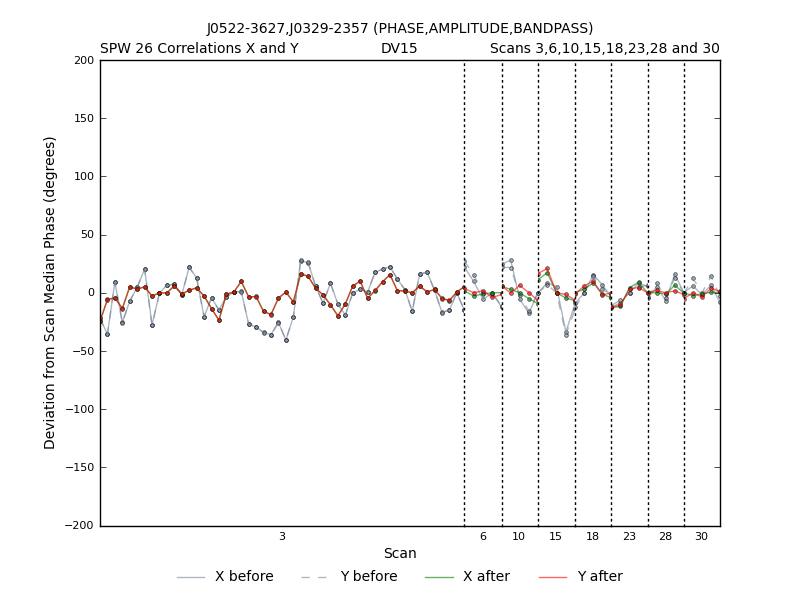 J0522-3627,J0329-2357 (PHASE,AMPLITUDE,BANDPASS)
SPW 26 Correlations X and Y DV15 Scans 3,6,10,15,18,23,28 and 30
200
150
100
50
0
−50
−100
−150
−200
Deviation from Scan Median Phase (degrees)
3 6 10 15 18 23 28 30
Scan
X before Y before X after Y after